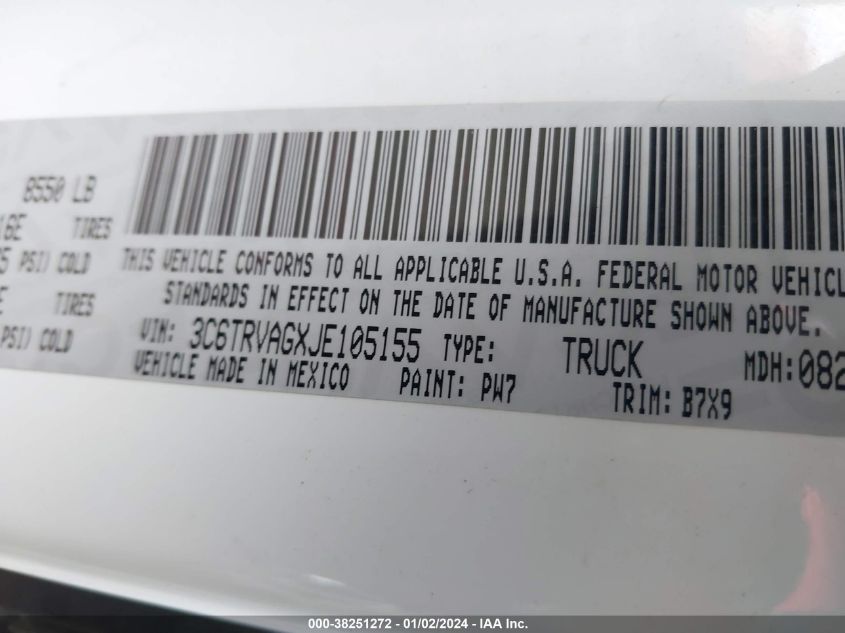 8550 LB
16E TIRES
5 PSI) COLD
E TIRES
PSI) COLD
THIS VEHICLE CONFORMS TO ALL APPLICABLE U.S.A. FEDERAL MOTOR VEHICL
STANDARDS IN EFFECT ON THE DATE OF MANUFACTURE SHOWN ABOVE.
VIN: 3C6TRVAGXJE105155 TYPE: TRUCK MDH:082
VEHICLE MADE IN MEXICO PAINT: PW7 TRIM: B7X9
000-38251272 - 01/02/2024 - IAA Inc.